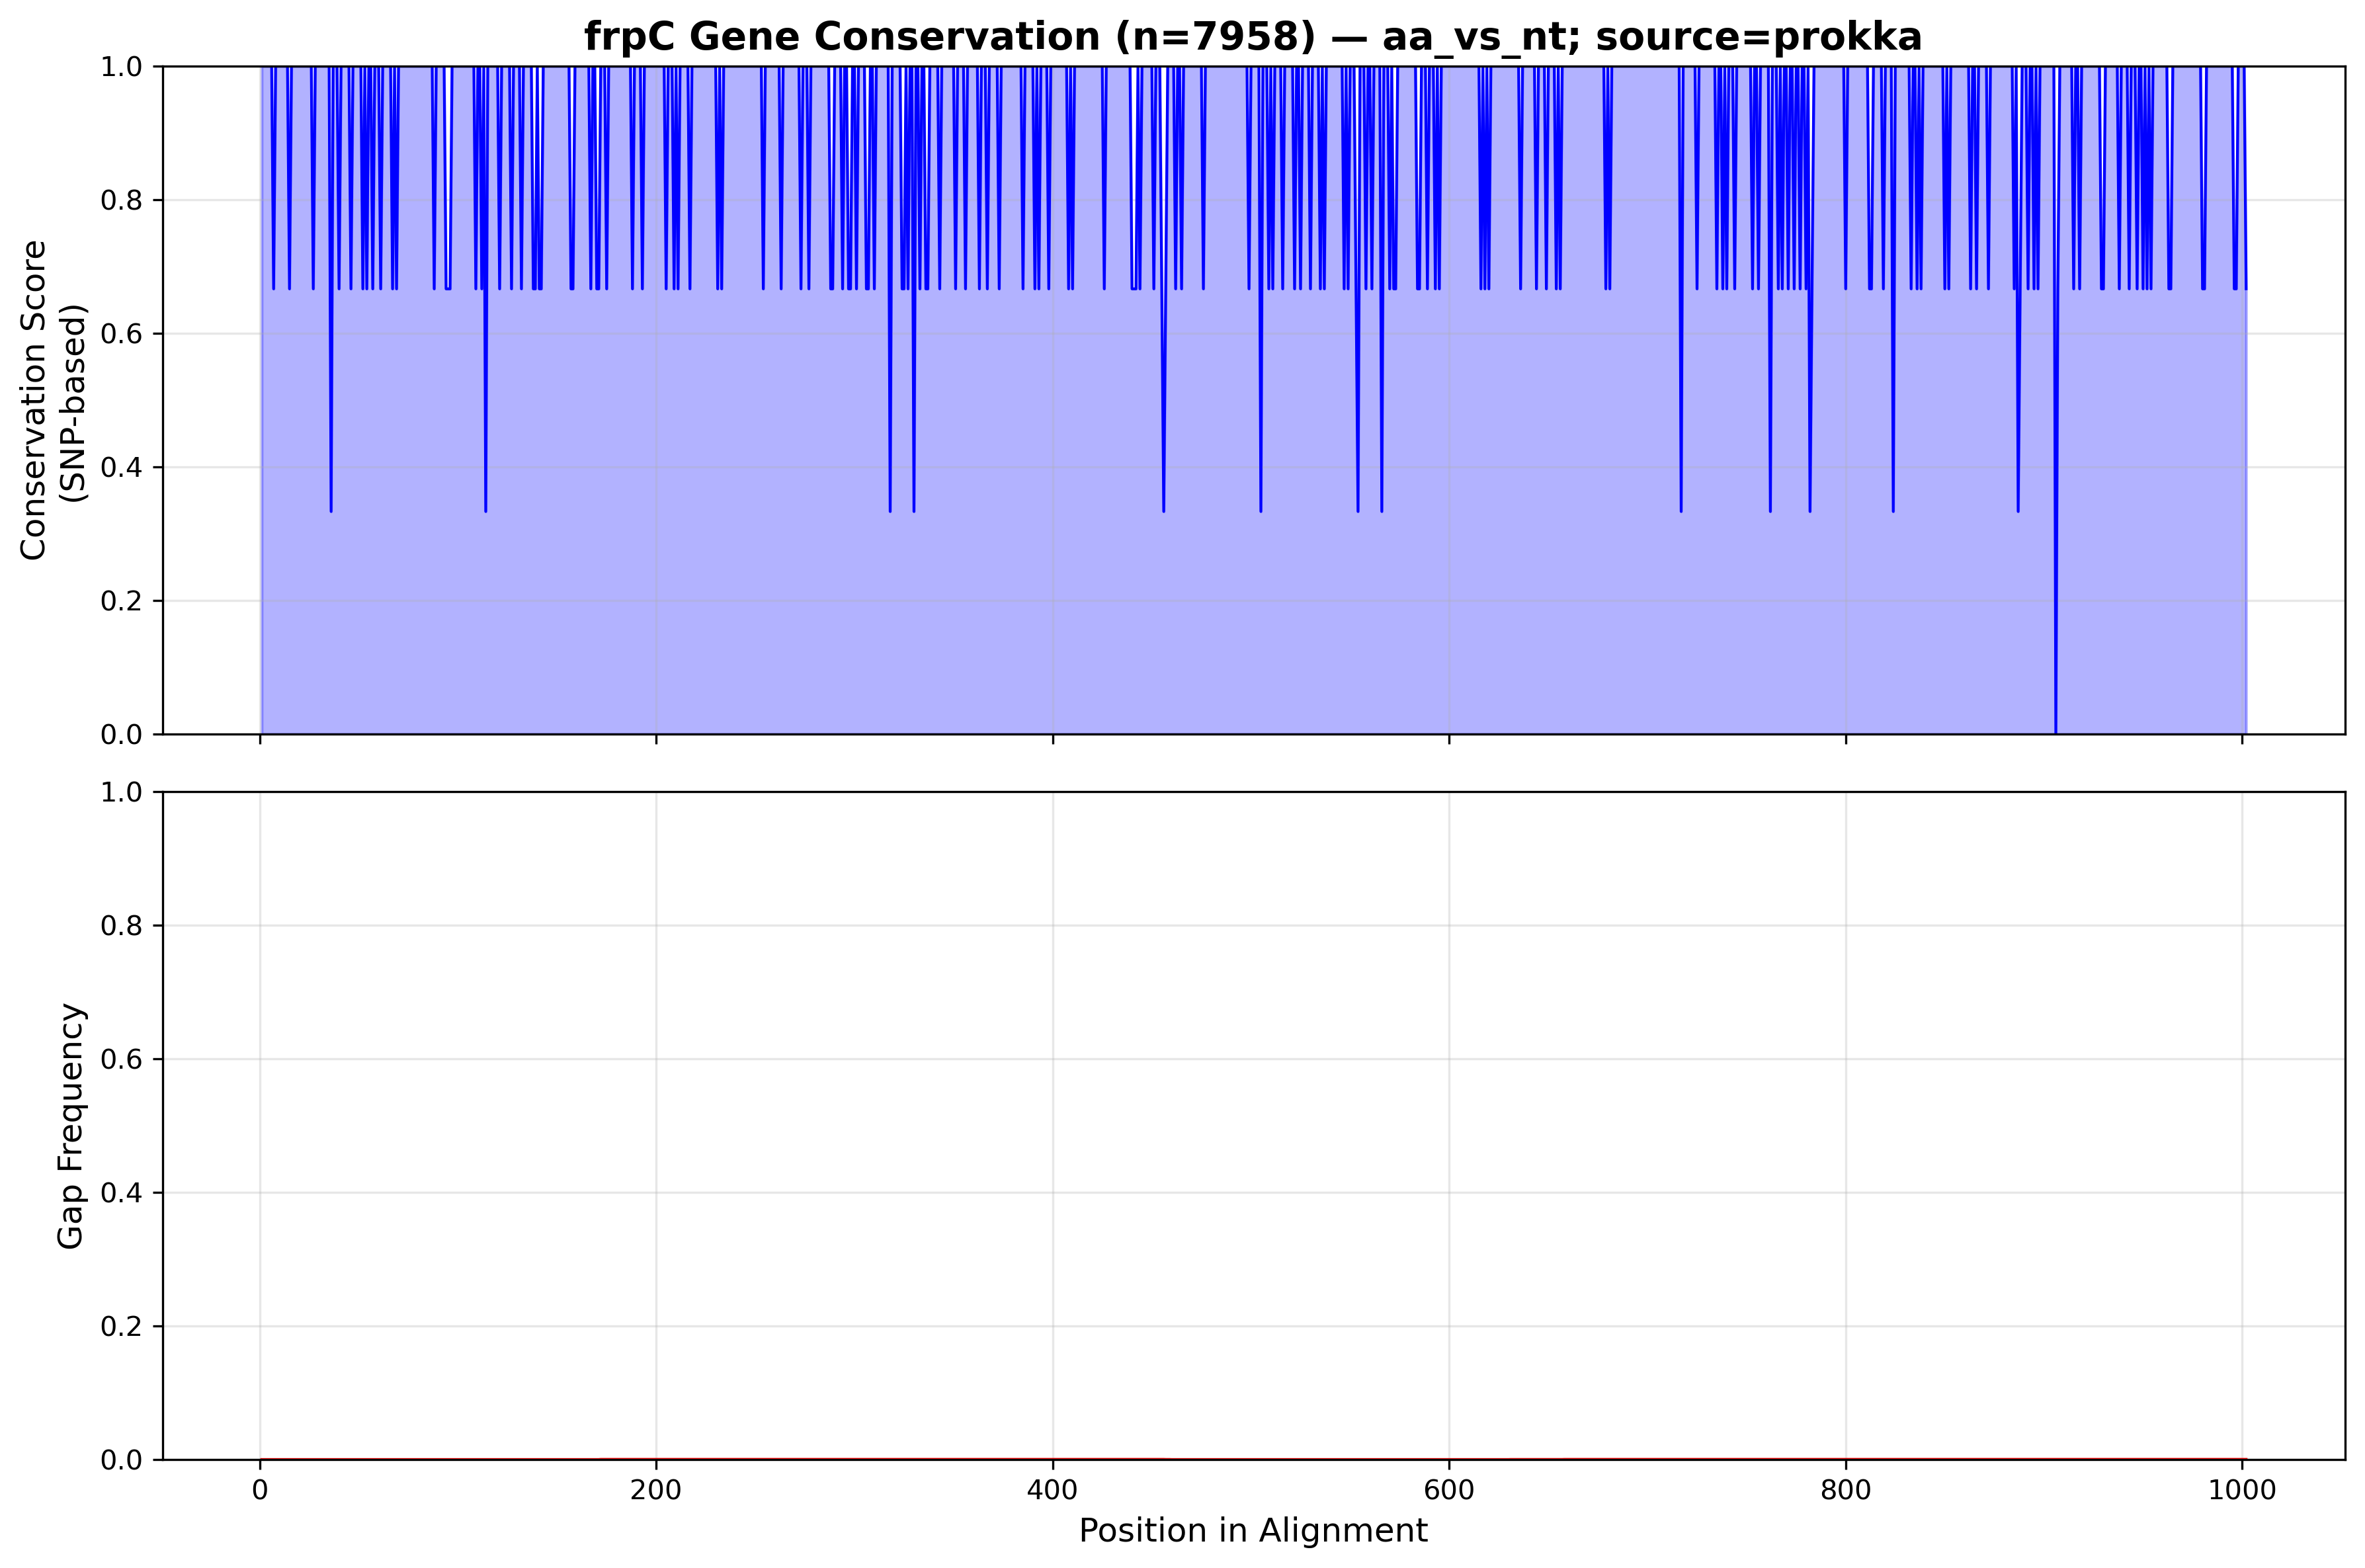 frpC Gene Conservation (n=7958) — aa_vs_nt; source=prokka
1.0
0.8
0.6
0.4
0.2
0.0
Conservation Score
(SNP-based)
1.0
0.8
0.6
0.4
0.2
0.0
Gap Frequency
0 200 400 600 800 1000
Position in Alignment